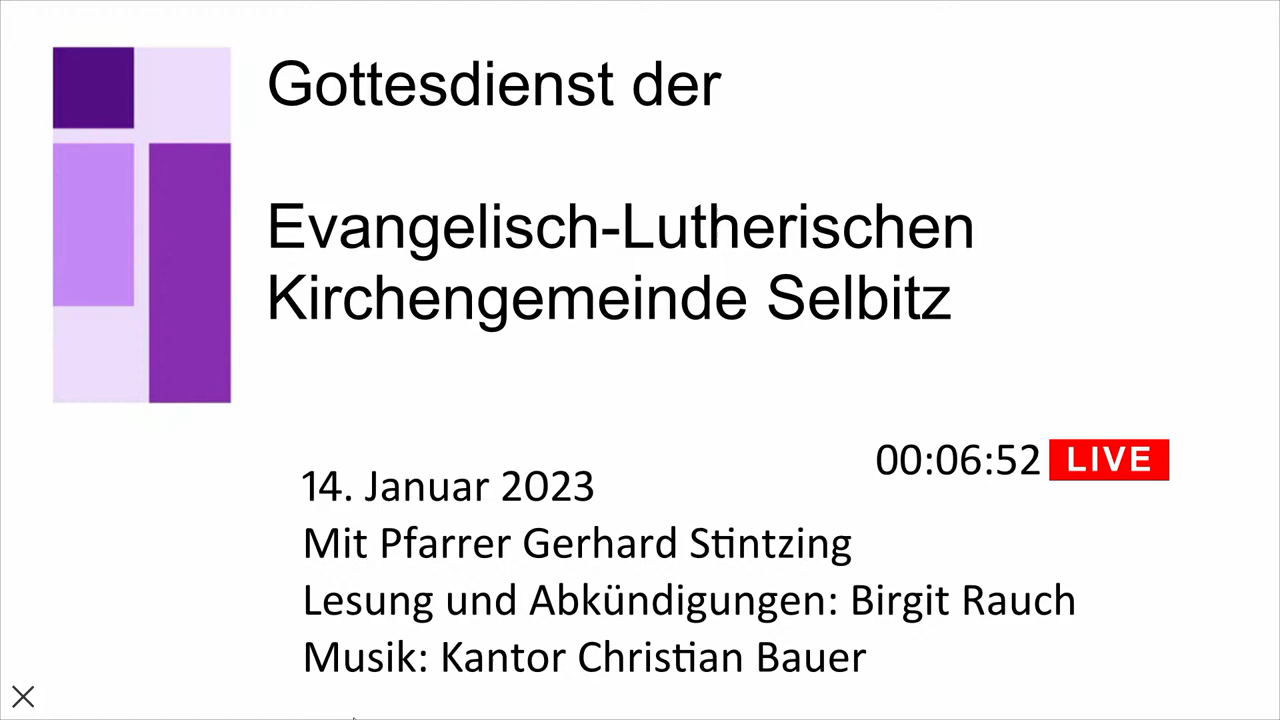 Gottesdienst der
Evangelisch-Lutherischen
Kirchengemeinde Selbitz
00:06:52 LIVE
14. Januar 2023
Mit Pfarrer Gerhard Stintzing
Lesung und Abkündigungen: Birgit Rauch
Musik: Kantor Christian Bauer